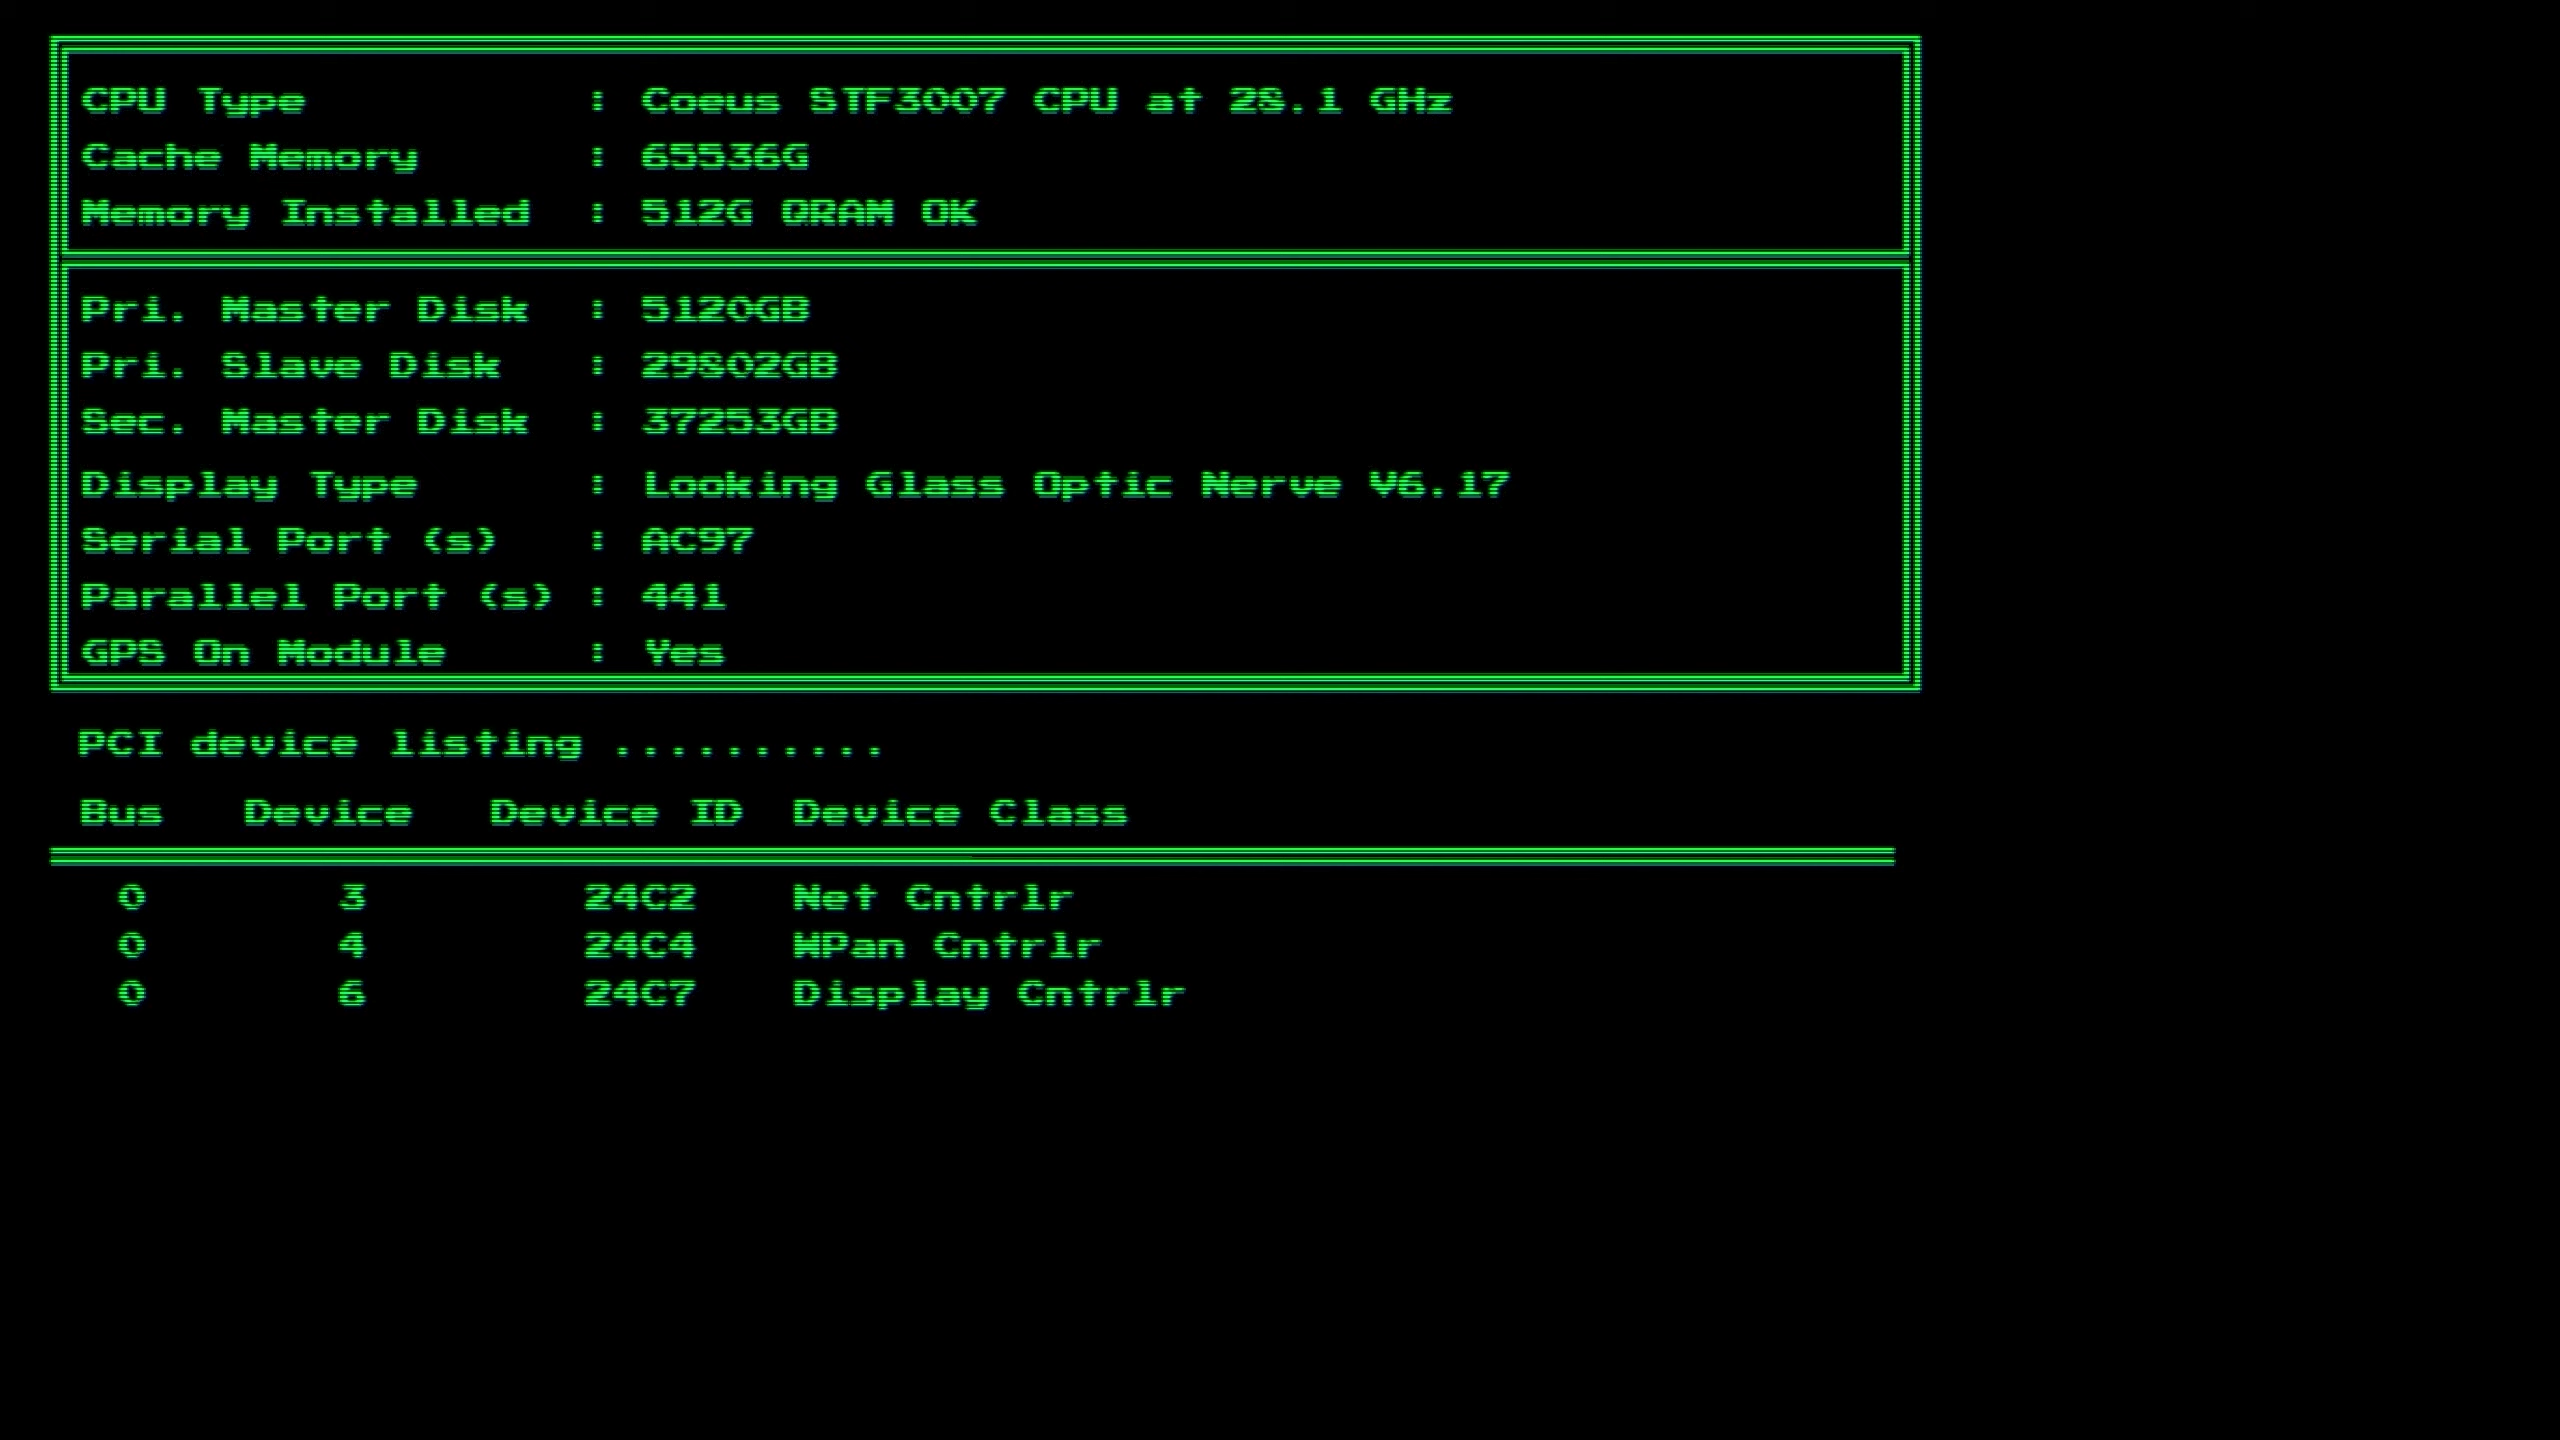 CPU Type : Coeus STF3007 CPU at 28.1 GHz
Cache Memory : 65536G
Memory Installed : 512G QRAM OK
Pri. Master Disk : 5120GB
Pri. Slave Disk : 29802GB
Sec. Master Disk : 37253GB
Display Type : Looking Glass Optic Nerve V6.17
Serial Port (s) : AC97
Parallel Port (s) : 441
GPS On Module : Yes
PCI device listing ..........
Bus Device Device ID Device Class
0 3 24C2 Net Cntrlr
0 4 24C4 WPan Cntrlr
0 6 24C7 Display Cntrlr